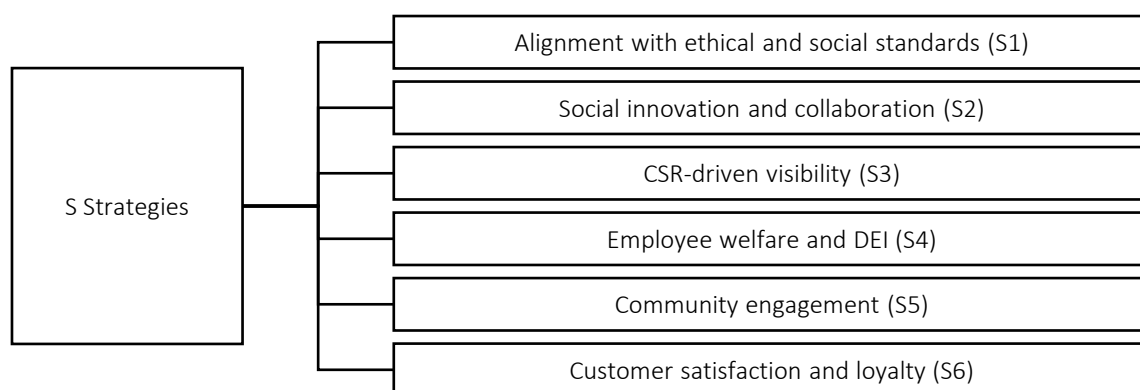 S Strategies
Alignment with ethical and social standards (S1)
Social innovation and collaboration (S2)
CSR-driven visibility (S3)
Employee welfare and DEI (S4)
Community engagement (S5)
Customer satisfaction and loyalty (S6)